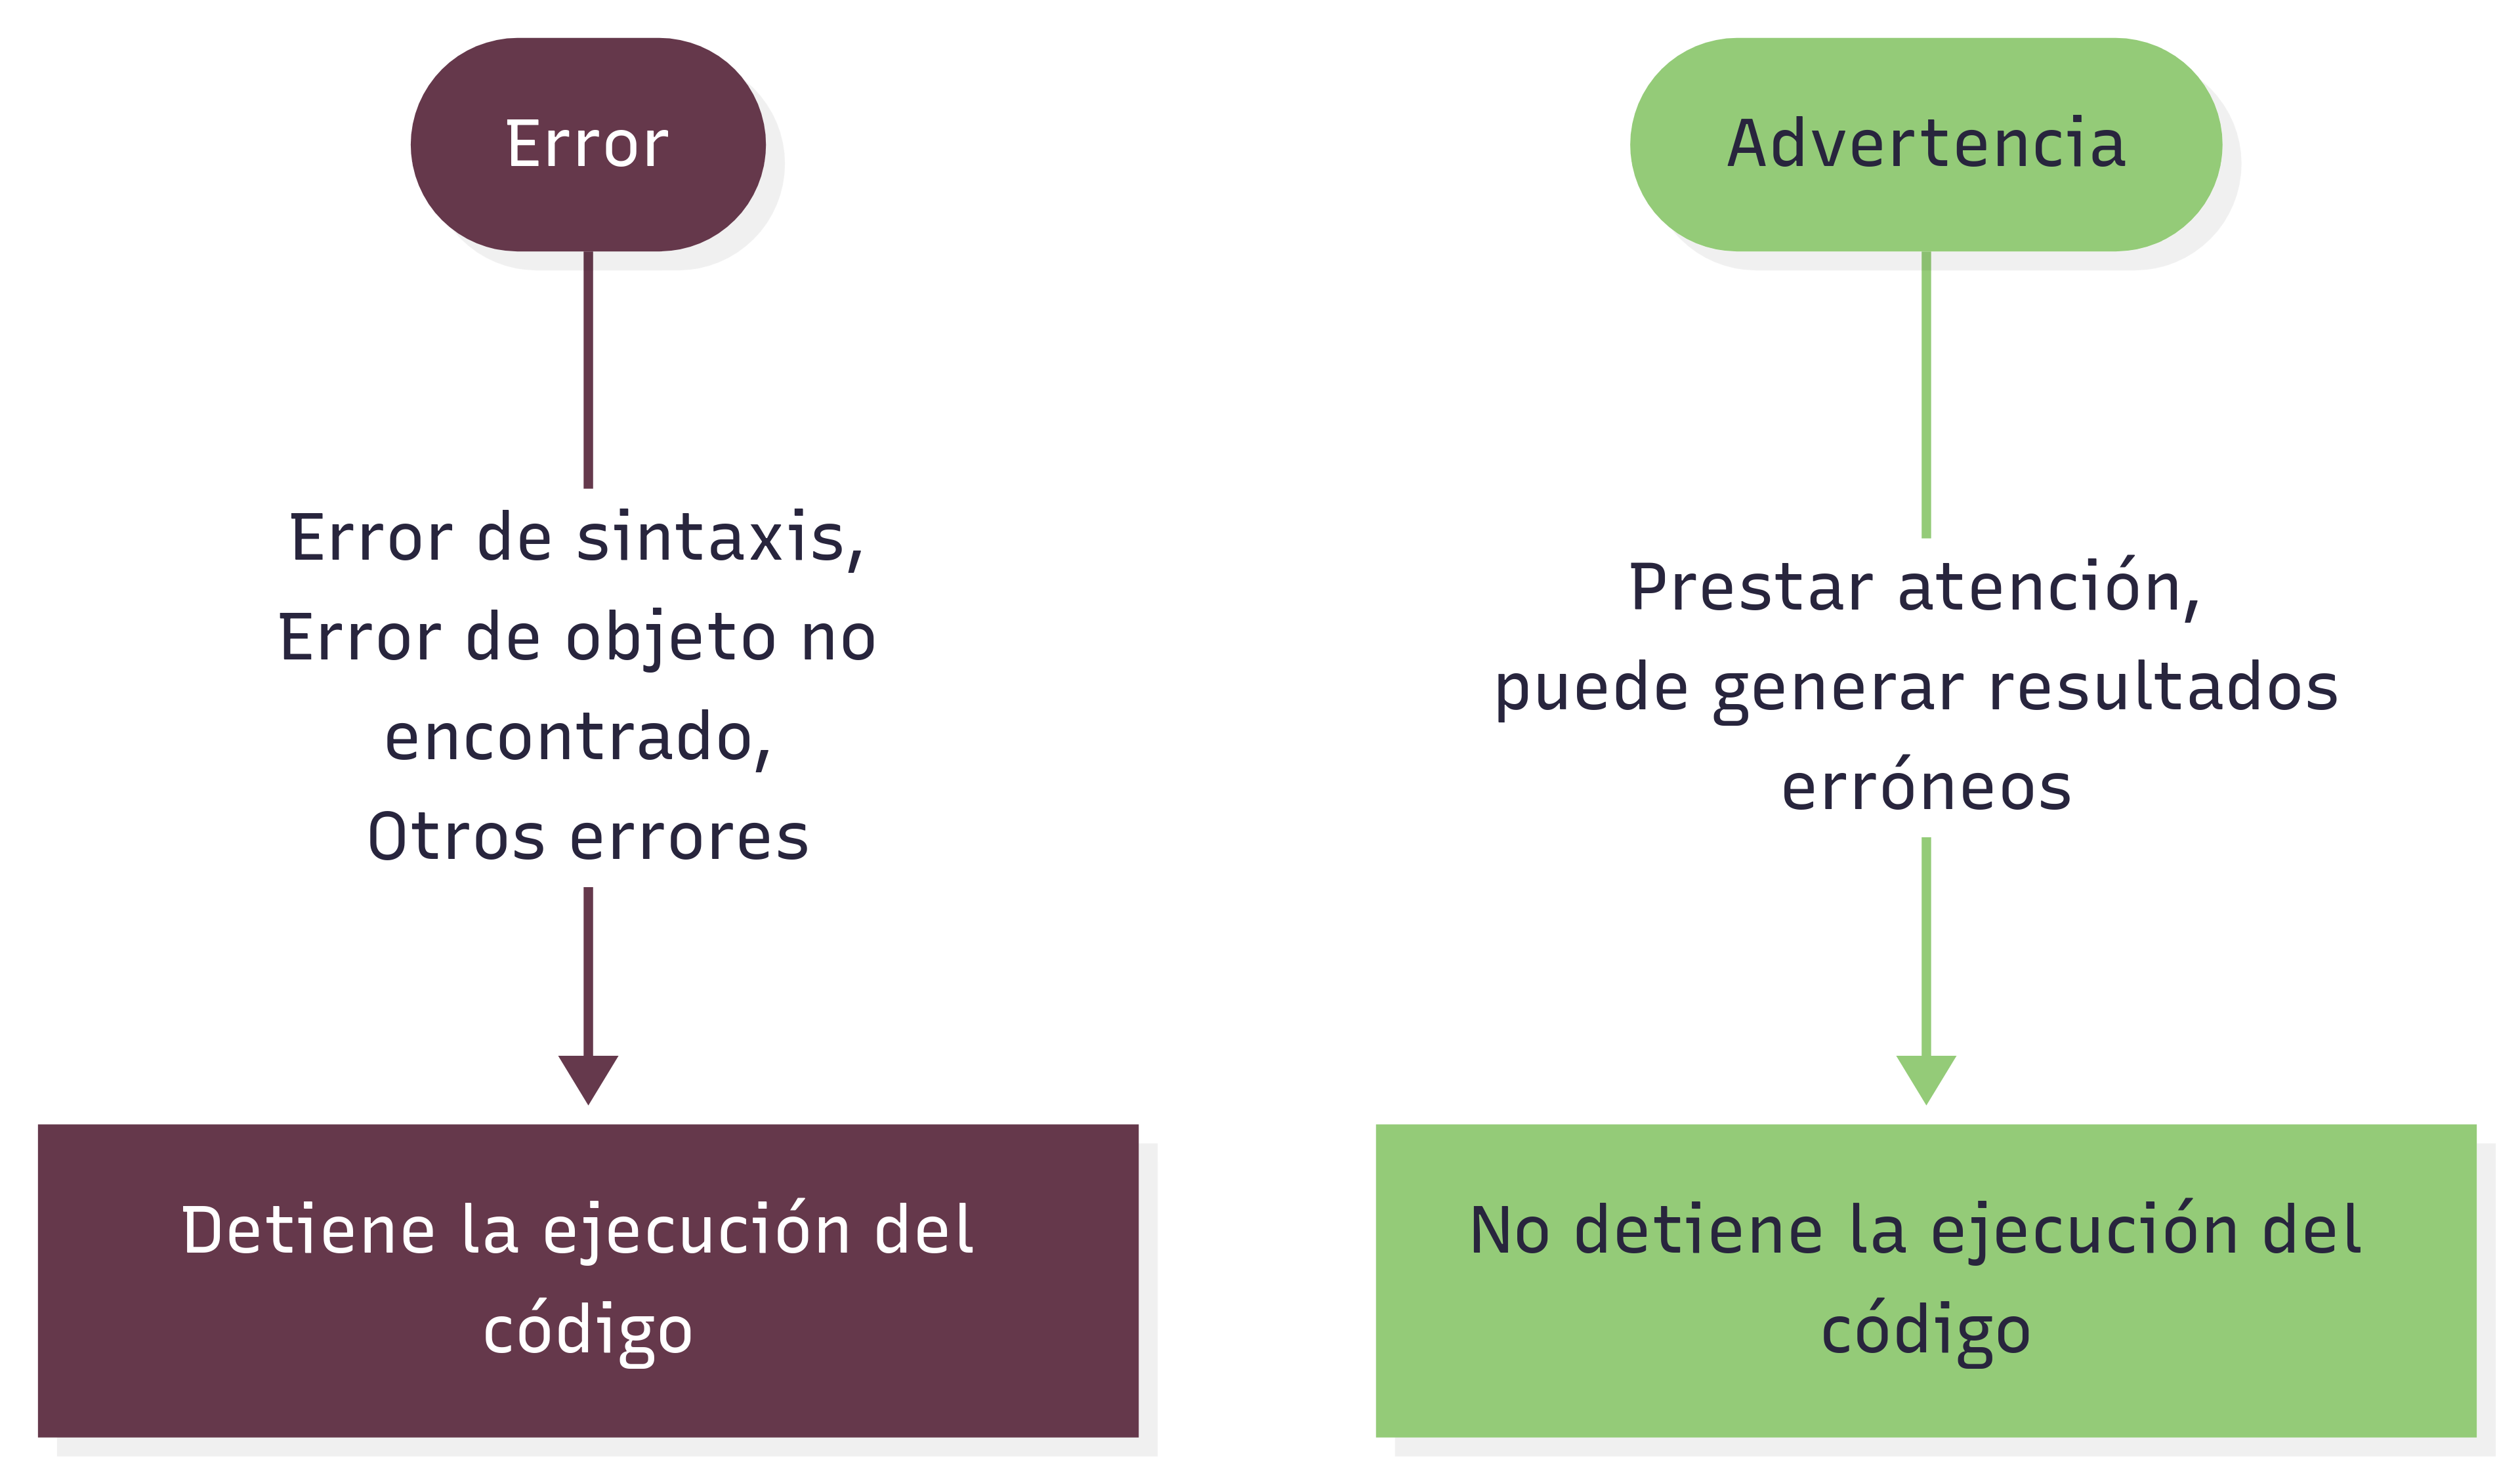 Error
Error de sintaxis,
Error de objeto no
encontrado,
Otros errores
Detiene la ejecución del
código
Advertencia
Prestar atención,
puede generar resultados
erróneos
No detiene la ejecución del
código